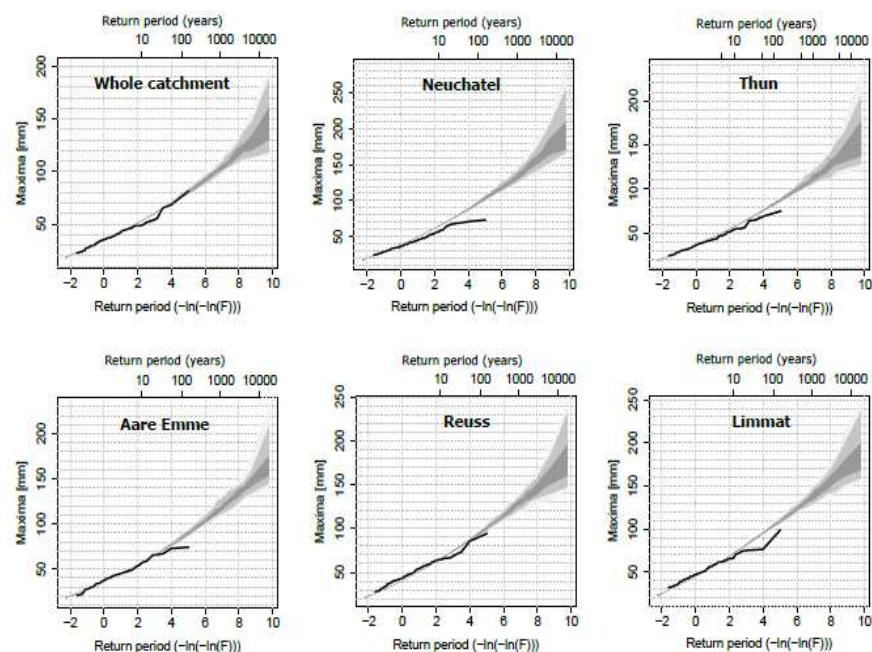 Return period (years)
10 100 1000 10000
Whole catchment
Maxima [mm]
50 100 150 200
−2 0 2 4 6 8 10
Return period (−ln(−ln(F)))
Return period (years)
10 100 1000 10000
Neuchatel
Maxima [mm]
50 100 150 200 250
−2 0 2 4 6 8 10
Return period (−ln(−ln(F)))
Return period (years)
10 100 1000 10000
Thun
Maxima [mm]
50 100 150 200
−2 0 2 4 6 8 10
Return period (−ln(−ln(F)))
Return period (years)
10 100 1000 10000
Aare Emme
Maxima [mm]
50 100 150 200
−2 0 2 4 6 8 10
Return period (−ln(−ln(F)))
Return period (years)
10 100 1000 10000
Reuss
Maxima [mm]
50 100 150 200 250
−2 0 2 4 6 8 10
Return period (−ln(−ln(F)))
Return period (years)
10 100 1000 10000
Limmat
Maxima [mm]
50 100 150 200 250
−2 0 2 4 6 8 10
Return period (−ln(−ln(F)))